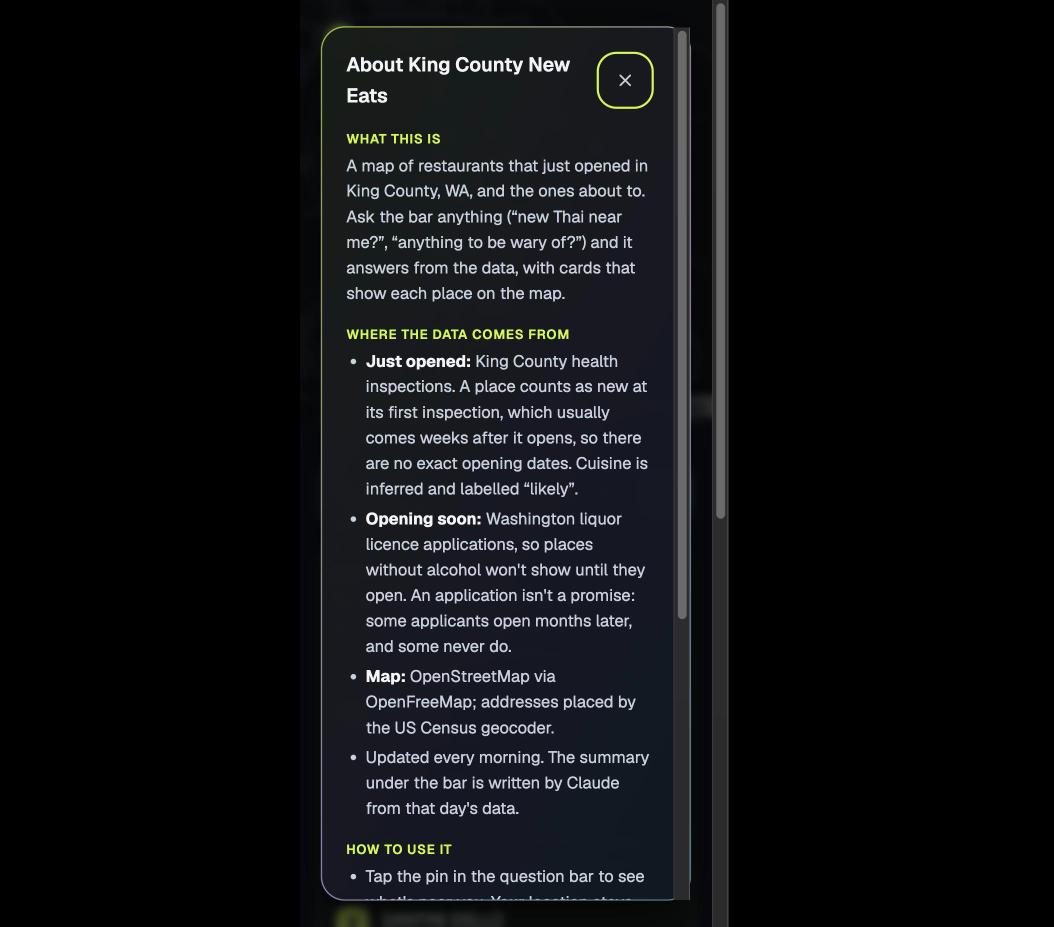 About King County New
Eats
WHAT THIS IS
A map of restaurants that just opened in
King County, WA, and the ones about to.
Ask the bar anything (“new Thai near
me?”, “anything to be wary of?”) and it
answers from the data, with cards that
show each place on the map.
WHERE THE DATA COMES FROM
• Just opened: King County health
inspections. A place counts as new at
its first inspection, which usually
comes weeks after it opens, so there
are no exact opening dates. Cuisine is
inferred and labelled “likely”.
• Opening soon: Washington liquor
licence applications, so places
without alcohol won't show until they
open. An application isn't a promise:
some applicants open months later,
and some never do.
• Map: OpenStreetMap via
OpenFreeMap; addresses placed by
the US Census geocoder.
• Updated every morning. The summary
under the bar is written by Claude
from that day's data.
HOW TO USE IT
• Tap the pin in the question bar to see